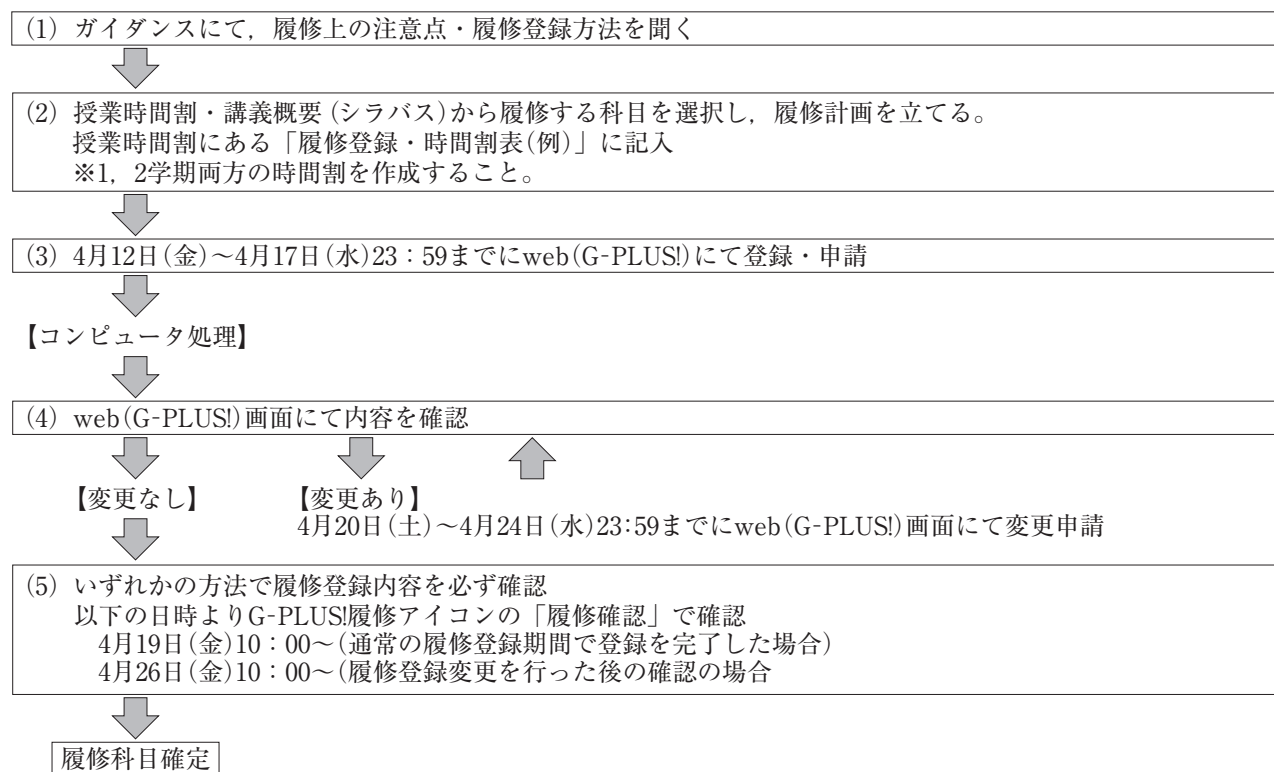 (1) ガイダンスにて，履修上の注意点・履修登録方法を聞く
(2) 授業時間割・講義概要(シラバス)から履修する科目を選択し，履修計画を立てる。
授業時間割にある「履修登録・時間割表(例)」に記入
※1，2学期両方の時間割を作成すること。
(3) 4月12日(金)～4月17日(水)23：59までにweb(G-PLUS!)にて登録・申請
【コンピュータ処理】
(4) web(G-PLUS!)画面にて内容を確認
【変更なし】 【変更あり】
4月20日(土)～4月24日(水)23:59までにweb(G-PLUS!)画面にて変更申請
(5) いずれかの方法で履修登録内容を必ず確認
以下の日時よりG-PLUS!履修アイコンの「履修確認」で確認
4月19日(金)10：00～(通常の履修登録期間で登録を完了した場合)
4月26日(金)10：00～(履修登録変更を行った後の確認の場合
履修科目確定